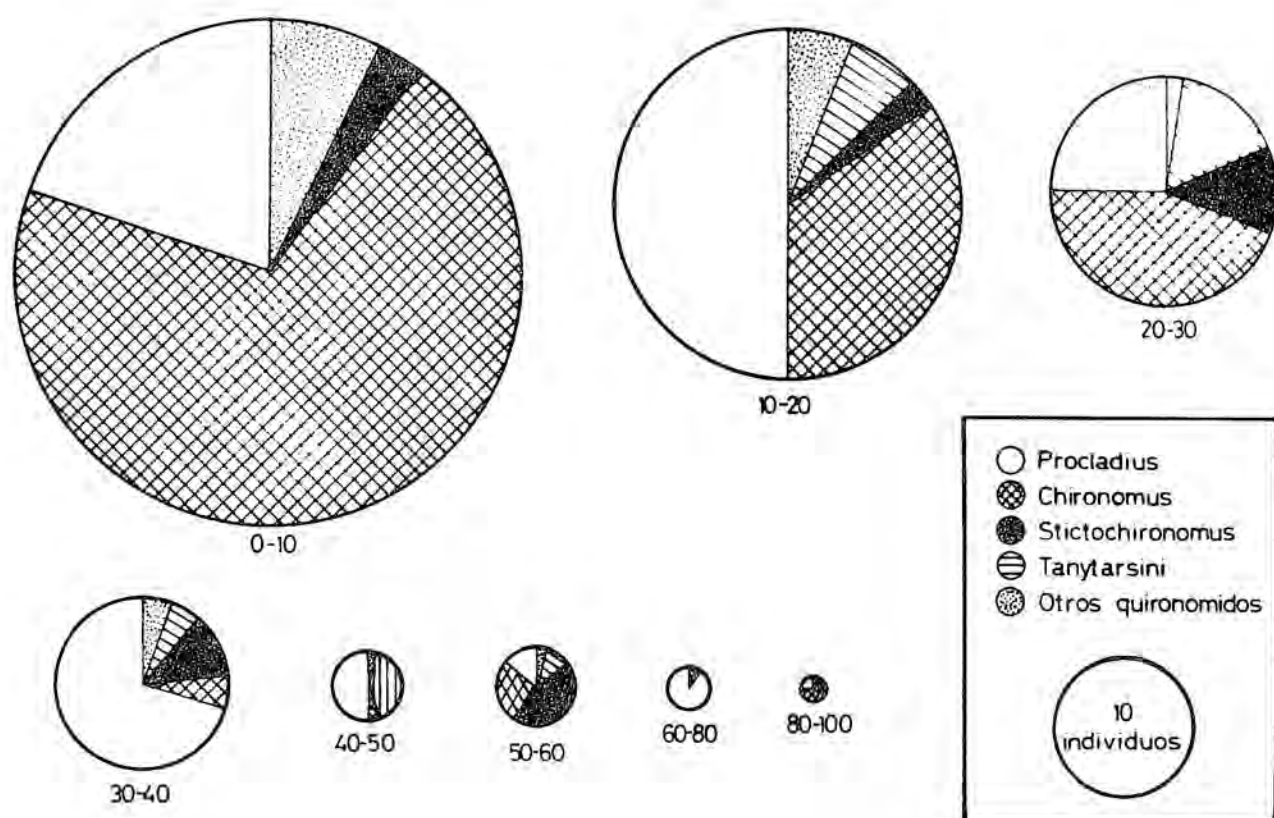 0-10
10-20
20-30
Procladius
Chironomus
Stictochironomus
Tanytarsini
Otros quironomidos
10
individuos
30-40
40-50
50-60
60-80
80-100